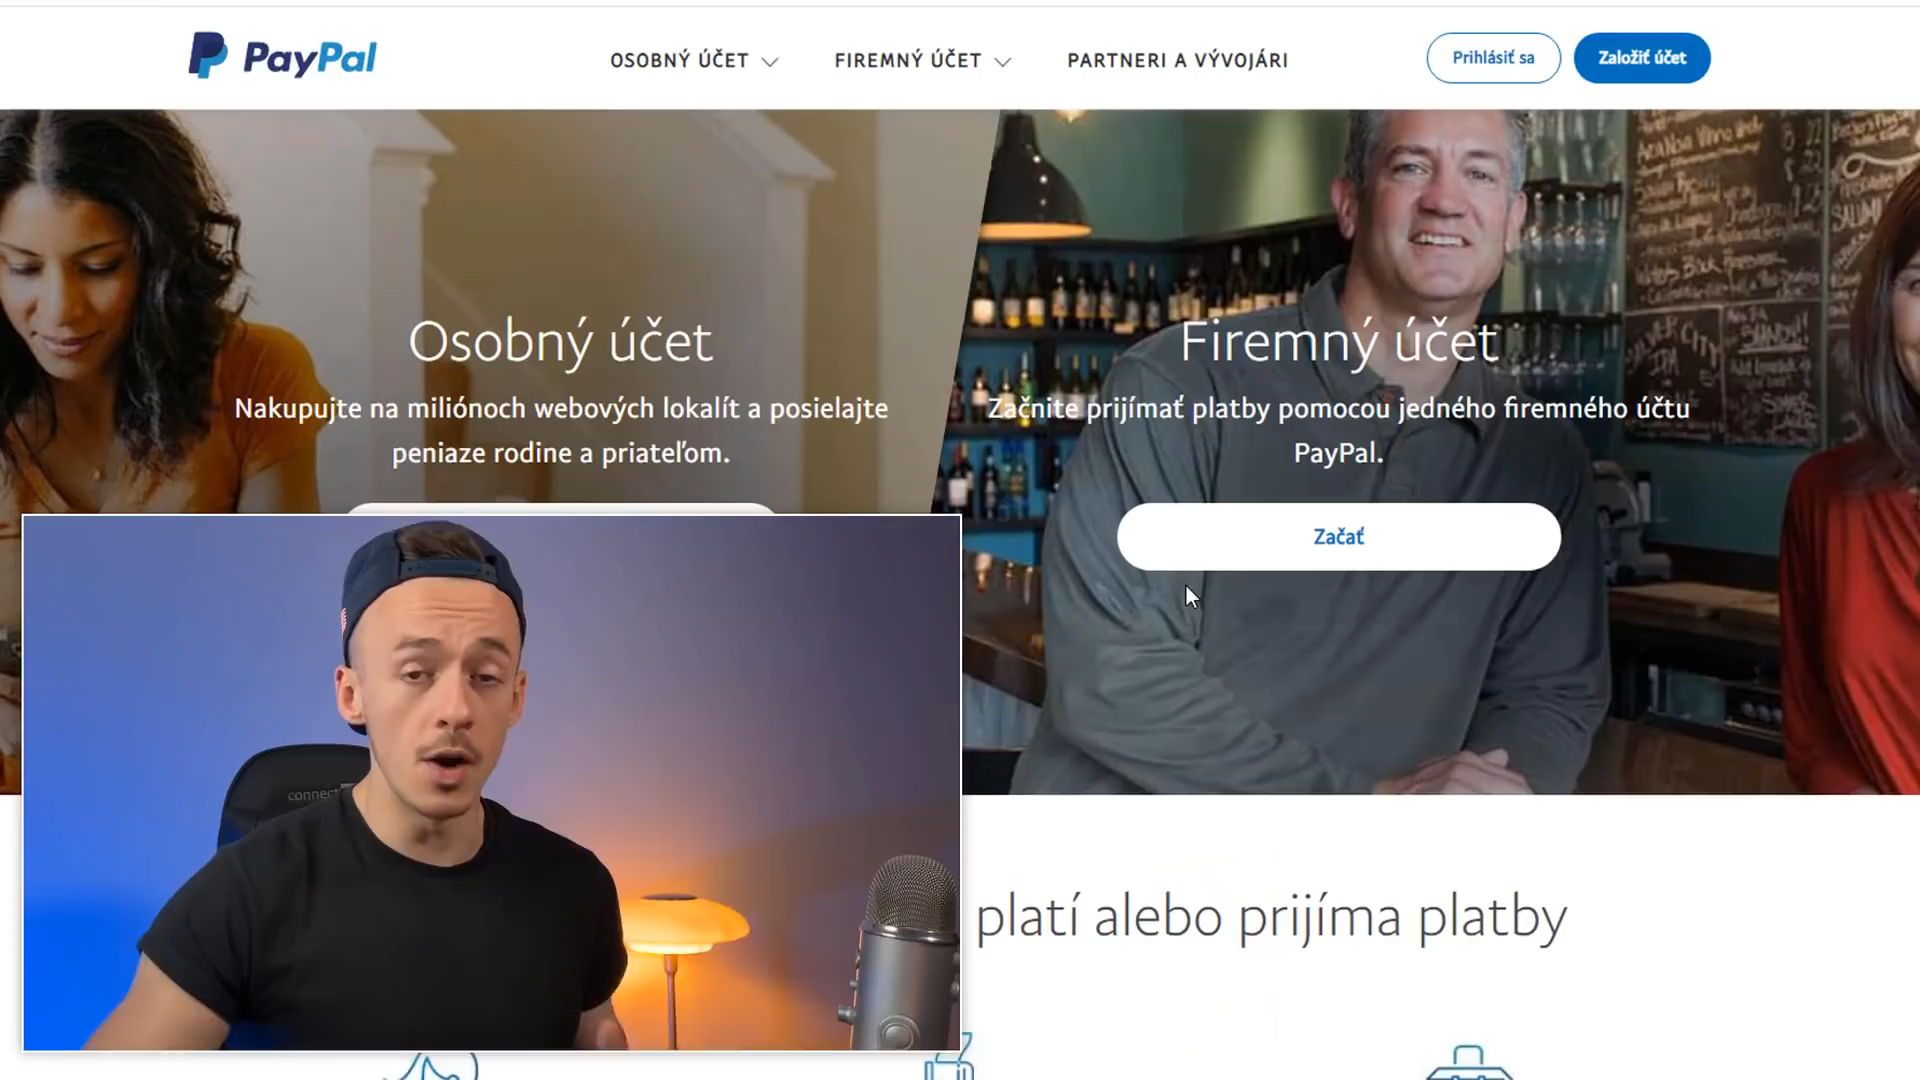 PayPal
OSOBNÝ ÚČET
FIREMNÝ ÚČET
PARTNERI A VÝVOJÁRI
Prihlásiť sa
Založiť účet
Osobný účet
Nakupujte na miliónoch webových lokalít a posielajte
peniaze rodine a priateľom.
Firemný účet
Začnite prijímať platby pomocou jedného firemného účtu
PayPal.
Začať
connect
platí alebo prijíma platby